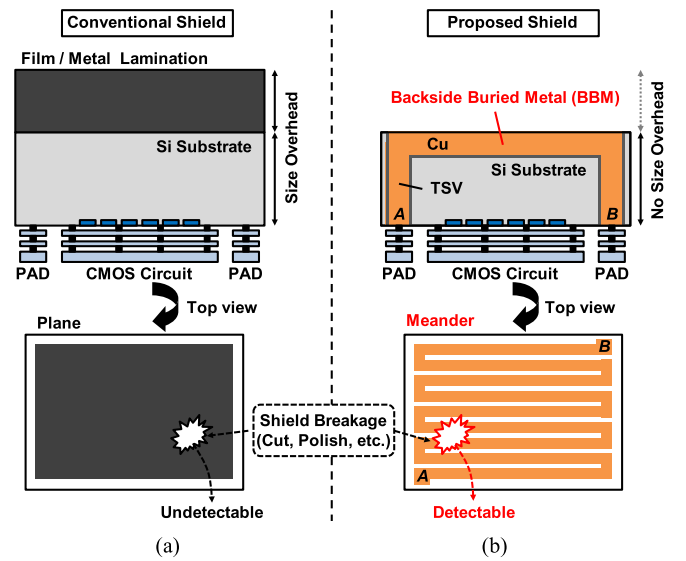 Conventional Shield
Film / Metal Lamination
Si Substrate
Size Overhead
PAD
CMOS Circuit
PAD
Top view
Plane
Undetectable
(a)
Shield Breakage
(Cut, Polish, etc.)
Proposed Shield
Backside Buried Metal (BBM)
Cu
Si Substrate
TSV
A
B
No Size Overhead
PAD
CMOS Circuit
PAD
Top view
Meander
B
A
Detectable
(b)